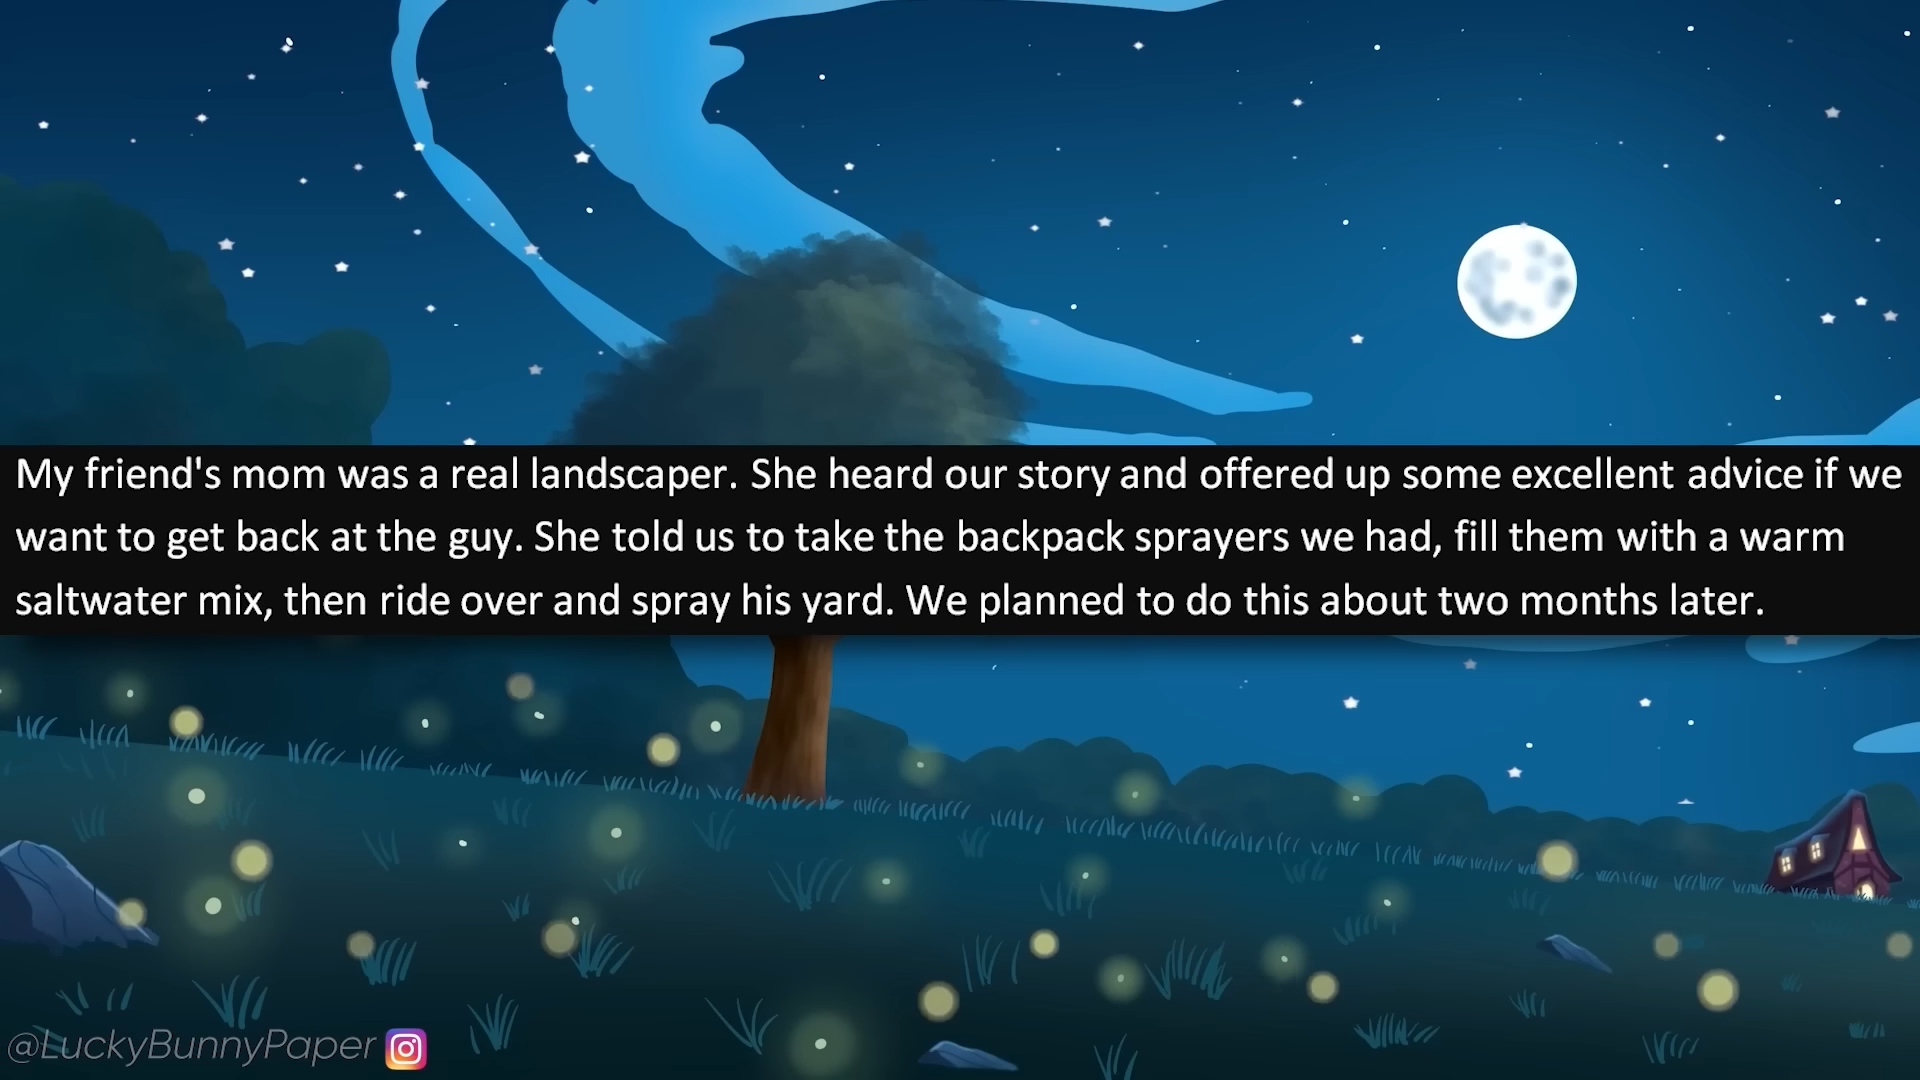 My friend's mom was a real landscaper. She heard our story and offered up some excellent advice if we
want to get back at the guy. She told us to take the backpack sprayers we had, fill them with a warm
saltwater mix, then ride over and spray his yard. We planned to do this about two months later.
@LuckyBunnyPaper